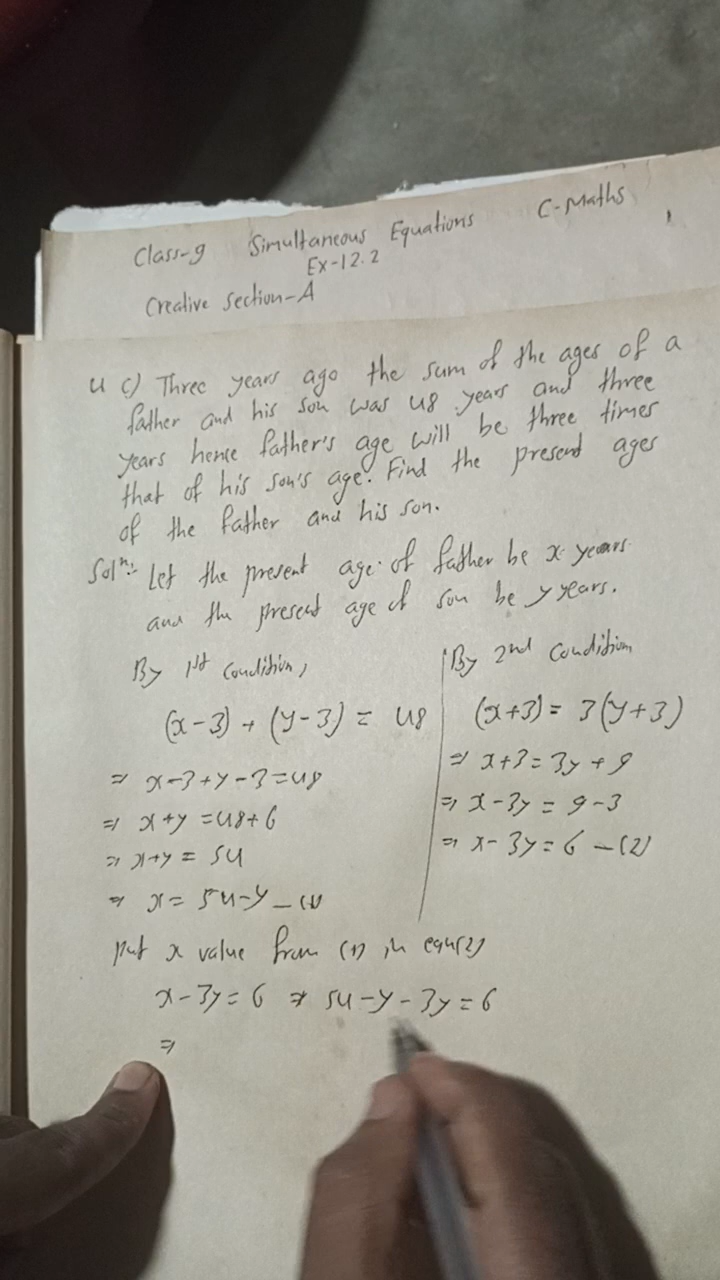 Class-9 Simultaneous Equations C-Maths
Ex-12.2
Creative section-A
4 c) Three years ago the sum of the ages of a
father and his son was 48 years and three
years hence father's age will be three times
that of his son's age. Find the present ages
of the father and his son.
Solⁿ:- Let the present age of father be x years
and the present age of son be y years.
By 1st condition,
(x-3) + (y-3) = 48
⇒ x-3+y-3=48
⇒ x+y = 48+6
⇒ x+y = 54
⇒ x = 54-y — (1)
By 2nd condition
(x+3) = 3(y+3)
⇒ x+3 = 3y+9
⇒ x-3y = 9-3
⇒ x-3y = 6 — (2)
put x value from (1) in eqn(2)
x-3y = 6 ⇒ 54-y-3y = 6
⇒